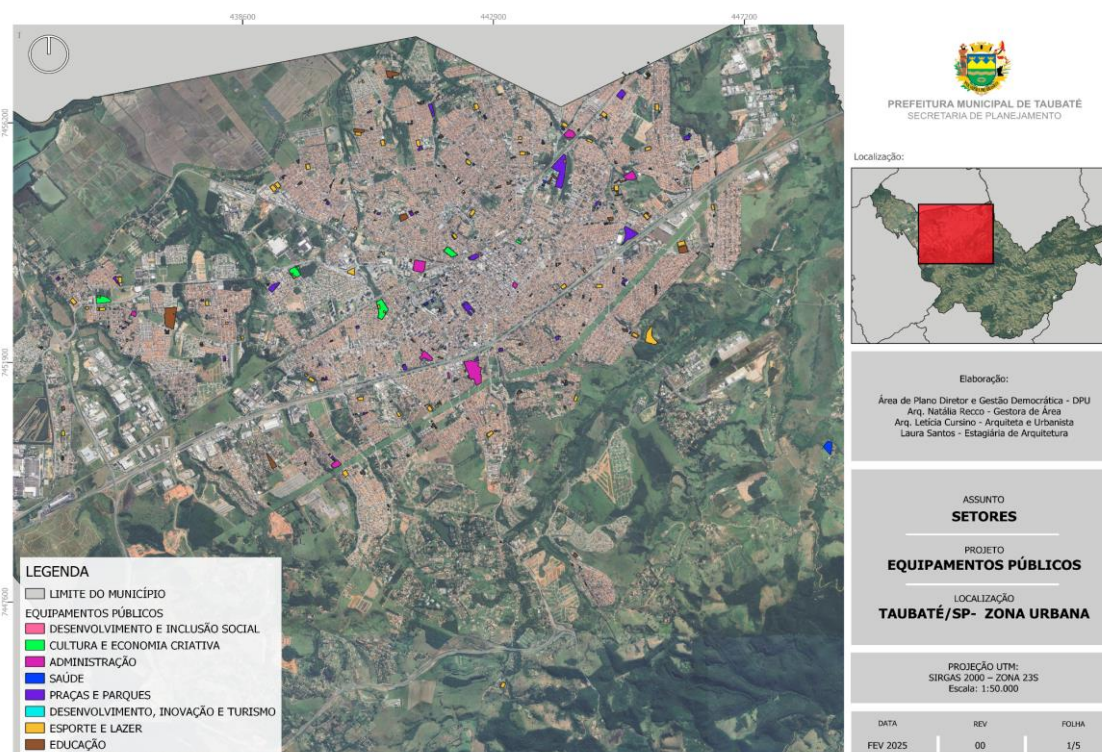 438600
442900
447200
7456200
7451900
7447600
LEGENDA
LIMITE DO MUNICÍPIO
EQUIPAMENTOS PÚBLICOS
DESENVOLVIMENTO E INCLUSÃO SOCIAL
CULTURA E ECONOMIA CRIATIVA
ADMINISTRAÇÃO
SAÚDE
PRAÇAS E PARQUES
DESENVOLVIMENTO, INOVAÇÃO E TURISMO
ESPORTE E LAZER
EDUCAÇÃO
PREFEITURA MUNICIPAL DE TAUBATÉ
SECRETARIA DE PLANEJAMENTO
Localização:
Elaboração:
Área de Plano Diretor e Gestão Democrática - DPU
Arq. Natália Recco - Gestora de Área
Arq. Letícia Cursino - Arquiteta e Urbanista
Laura Santos - Estagiária de Arquitetura
ASSUNTO
SETORES
PROJETO
EQUIPAMENTOS PÚBLICOS
LOCALIZAÇÃO
TAUBATÉ/SP- ZONA URBANA
PROJEÇÃO UTM:
SIRGAS 2000 – ZONA 23S
Escala: 1:50.000
DATA REV FOLHA
FEV 2025 00 1/5